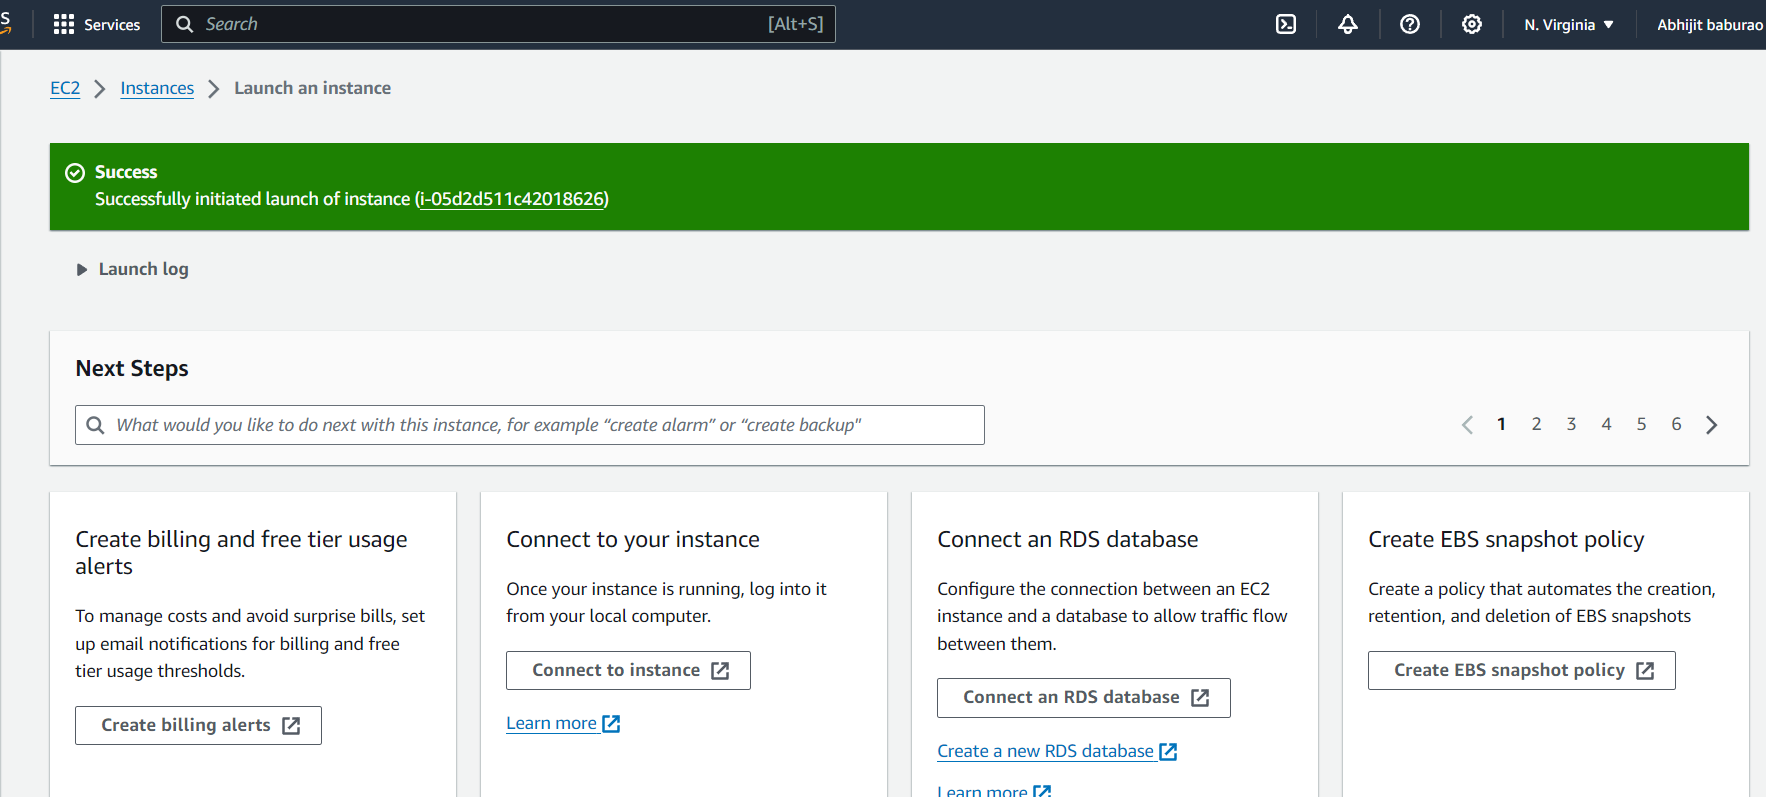 S
Services
Search [Alt+S]
N. Virginia
Abhijit baburao
EC2 Instances Launch an instance
Success
Successfully initiated launch of instance (i-05d2d511c42018626)
Launch log
Next Steps
What would you like to do next with this instance, for example “create alarm” or “create backup"
1 2 3 4 5 6
Create billing and free tier usage
alerts
To manage costs and avoid surprise bills, set
up email notifications for billing and free
tier usage thresholds.
Create billing alerts
Connect to your instance
Once your instance is running, log into it
from your local computer.
Connect to instance
Learn more
Connect an RDS database
Configure the connection between an EC2
instance and a database to allow traffic flow
between them.
Connect an RDS database
Create a new RDS database
Learn more
Create EBS snapshot policy
Create a policy that automates the creation,
retention, and deletion of EBS snapshots
Create EBS snapshot policy